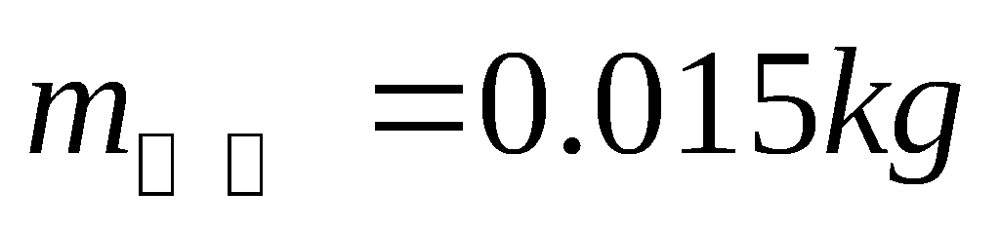 m□ □ =0.015kg